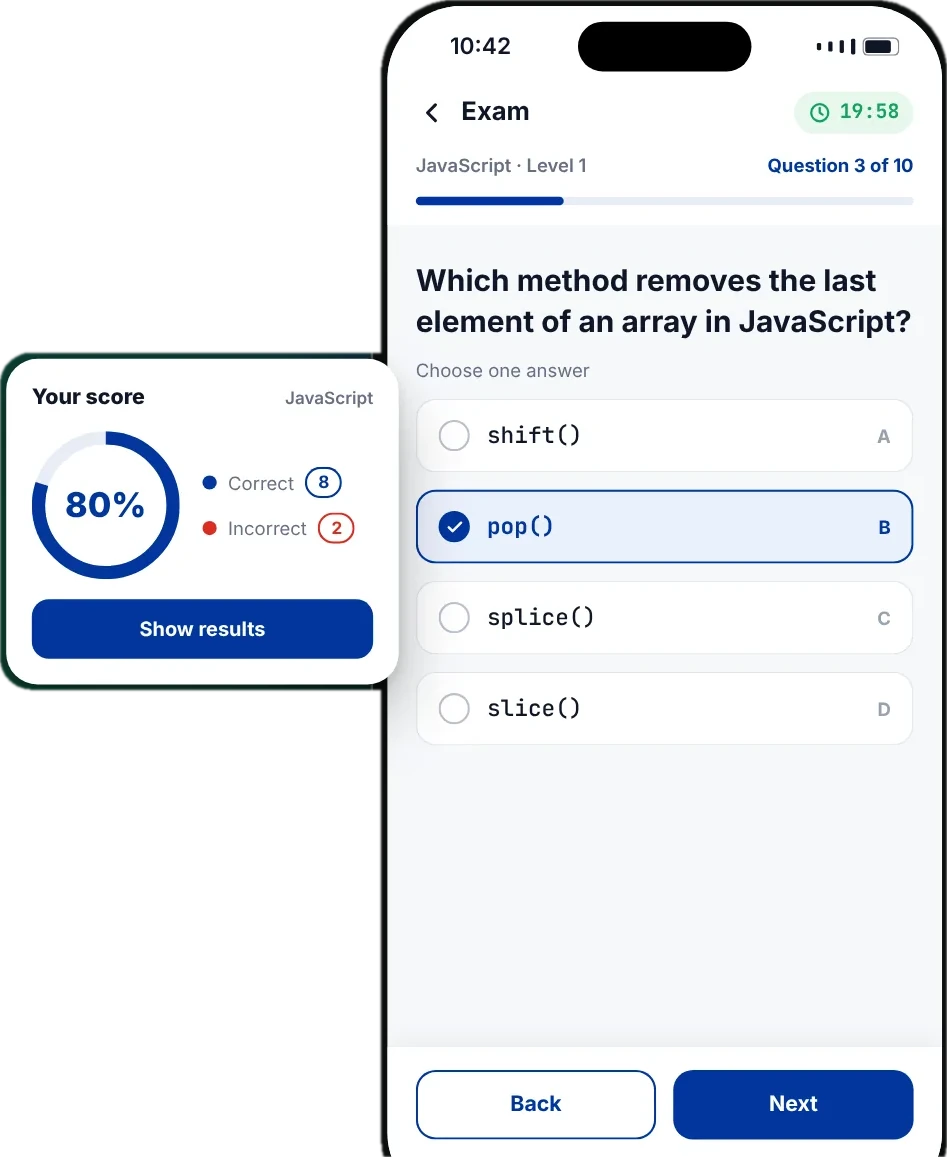 10:42
Exam
19:58
JavaScript · Level 1
Question 3 of 10
Which method removes the last
element of an array in JavaScript?
Choose one answer
shift()
A
pop()
B
splice()
C
slice()
D
Back
Next
Your score
JavaScript
80%
Correct 8
Incorrect 2
Show results